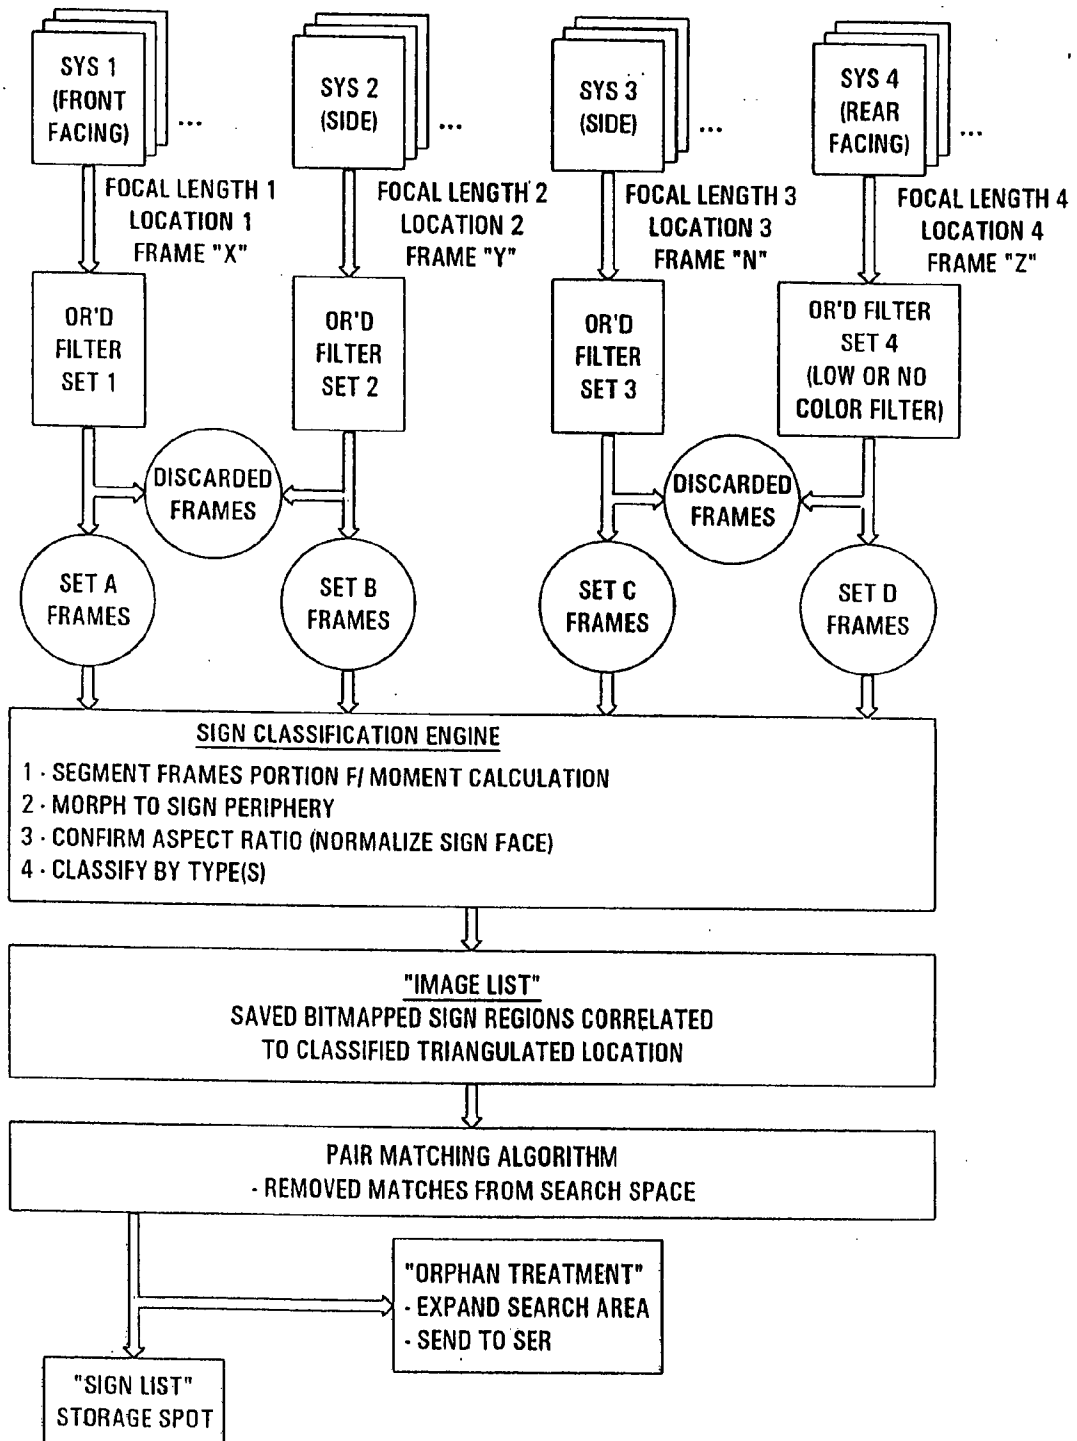 SYS 1
(FRONT
FACING)
...
SYS 2
(SIDE)
...
SYS 3
(SIDE)
...
SYS 4
(REAR
FACING)
...
FOCAL LENGTH 1
LOCATION 1
FRAME "X"
FOCAL LENGTH 2
LOCATION 2
FRAME "Y"
FOCAL LENGTH 3
LOCATION 3
FRAME "N"
FOCAL LENGTH 4
LOCATION 4
FRAME "Z"
OR'D
FILTER
SET 1
OR'D
FILTER
SET 2
OR'D
FILTER
SET 3
OR'D FILTER
SET 4
(LOW OR NO
COLOR FILTER)
DISCARDED
FRAMES
DISCARDED
FRAMES
SET A
FRAMES
SET B
FRAMES
SET C
FRAMES
SET D
FRAMES
SIGN CLASSIFICATION ENGINE
1 - SEGMENT FRAMES PORTION F/ MOMENT CALCULATION
2 - MORPH TO SIGN PERIPHERY
3 - CONFIRM ASPECT RATIO (NORMALIZE SIGN FACE)
4 - CLASSIFY BY TYPE(S)
"IMAGE LIST"
SAVED BITMAPPED SIGN REGIONS CORRELATED
TO CLASSIFIED TRIANGULATED LOCATION
PAIR MATCHING ALGORITHM
- REMOVED MATCHES FROM SEARCH SPACE
"ORPHAN TREATMENT"
- EXPAND SEARCH AREA
- SEND TO SER
"SIGN LIST"
STORAGE SPOT